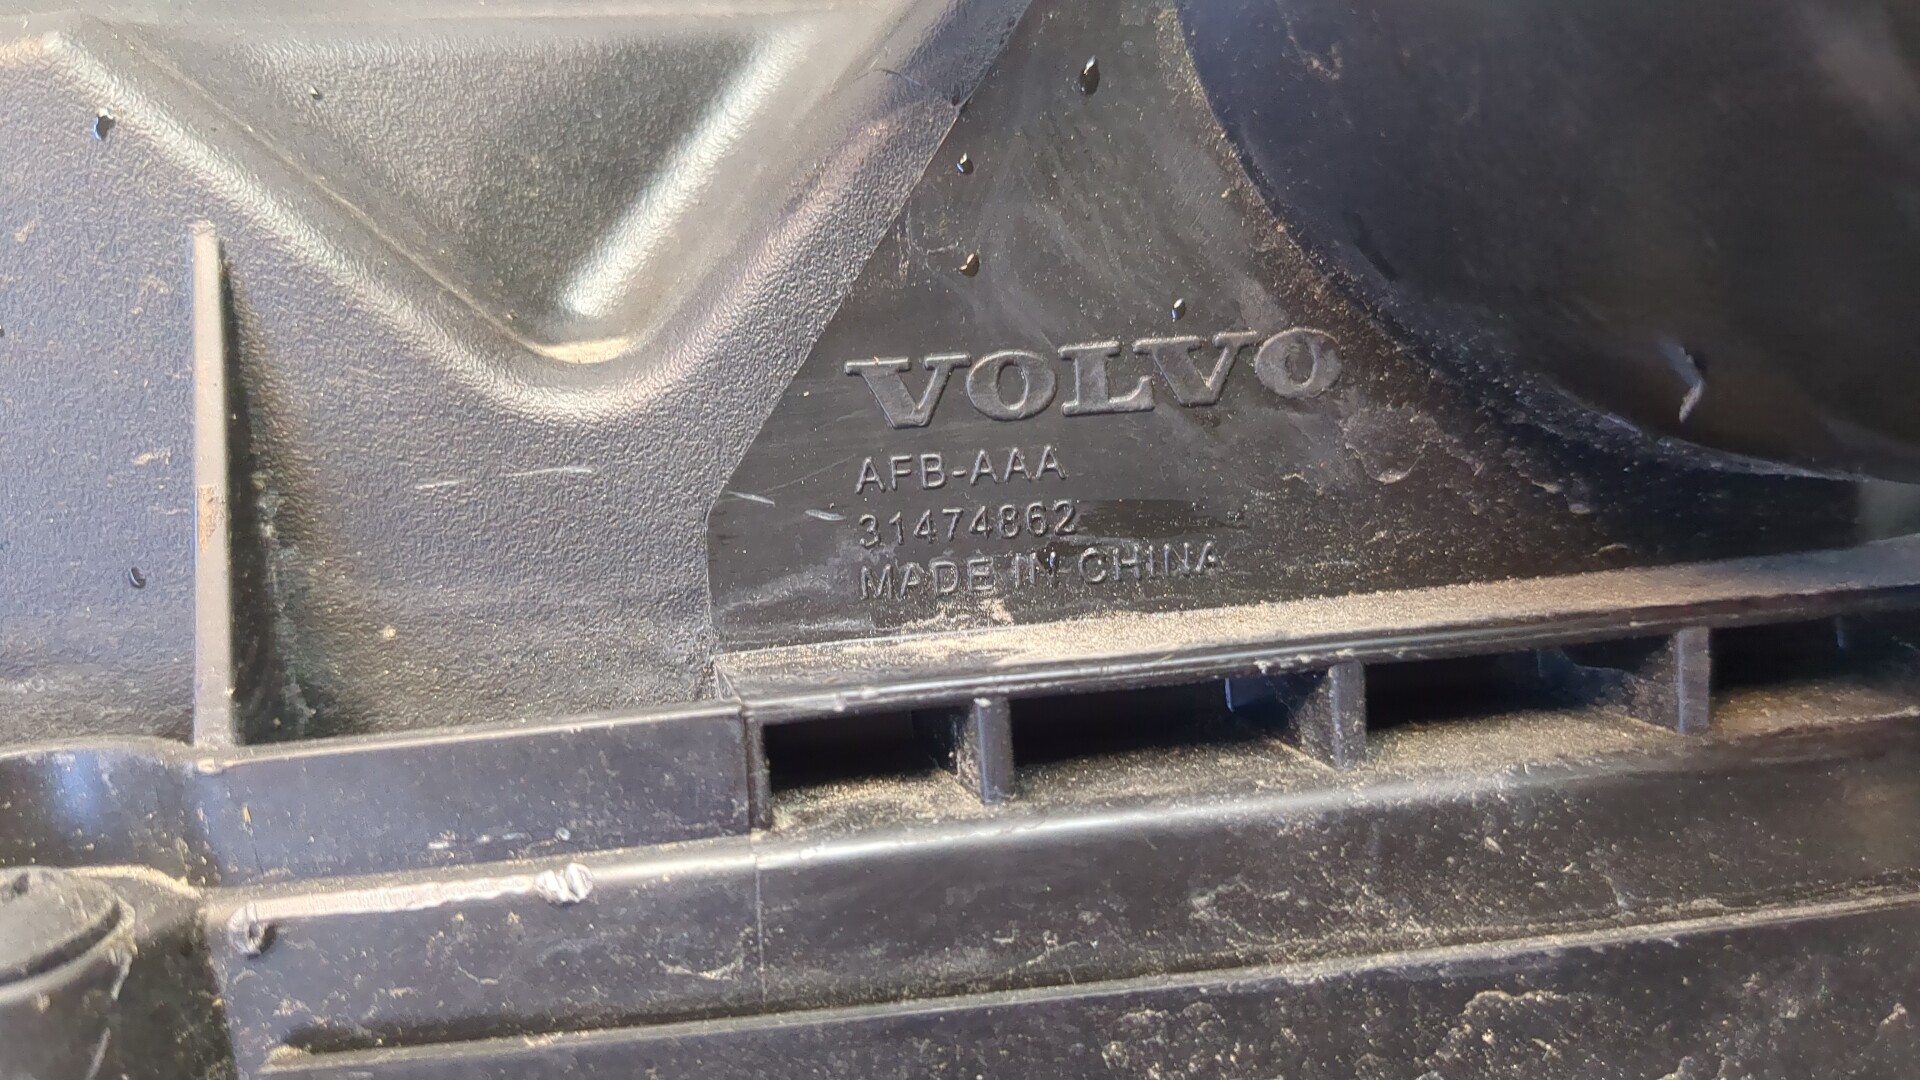 VOLVO
AFB-AAA
31474862
MADE IN CHINA